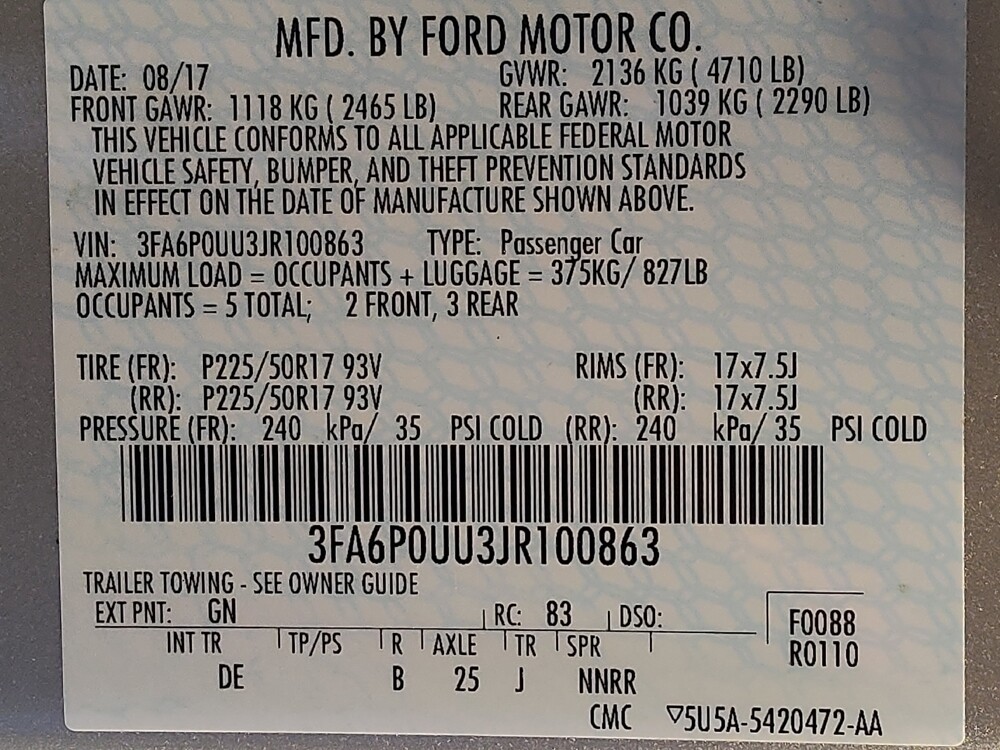 MFD. BY FORD MOTOR CO.
DATE: 08/17 GVWR: 2136 KG ( 4710 LB)
FRONT GAWR: 1118 KG ( 2465 LB) REAR GAWR: 1039 KG ( 2290 LB)
THIS VEHICLE CONFORMS TO ALL APPLICABLE FEDERAL MOTOR
VEHICLE SAFETY, BUMPER, AND THEFT PREVENTION STANDARDS
IN EFFECT ON THE DATE OF MANUFACTURE SHOWN ABOVE.
VIN: 3FA6P0UU3JR100863 TYPE: Passenger Car
MAXIMUM LOAD = OCCUPANTS + LUGGAGE = 375KG/ 827LB
OCCUPANTS = 5 TOTAL; 2 FRONT, 3 REAR
TIRE (FR): P225/50R17 93V RIMS (FR): 17x7.5J
(RR): P225/50R17 93V (RR): 17x7.5J
PRESSURE (FR): 240 kPa/ 35 PSI COLD (RR): 240 kPa/ 35 PSI COLD
3FA6P0UU3JR100863
TRAILER TOWING - SEE OWNER GUIDE
EXT PNT: GN RC: 83 DSO: F0088
INT TR TP/PS R AXLE TR SPR R0110
DE B 25 J NNRR
CMC ▽5U5A-5420472-AA